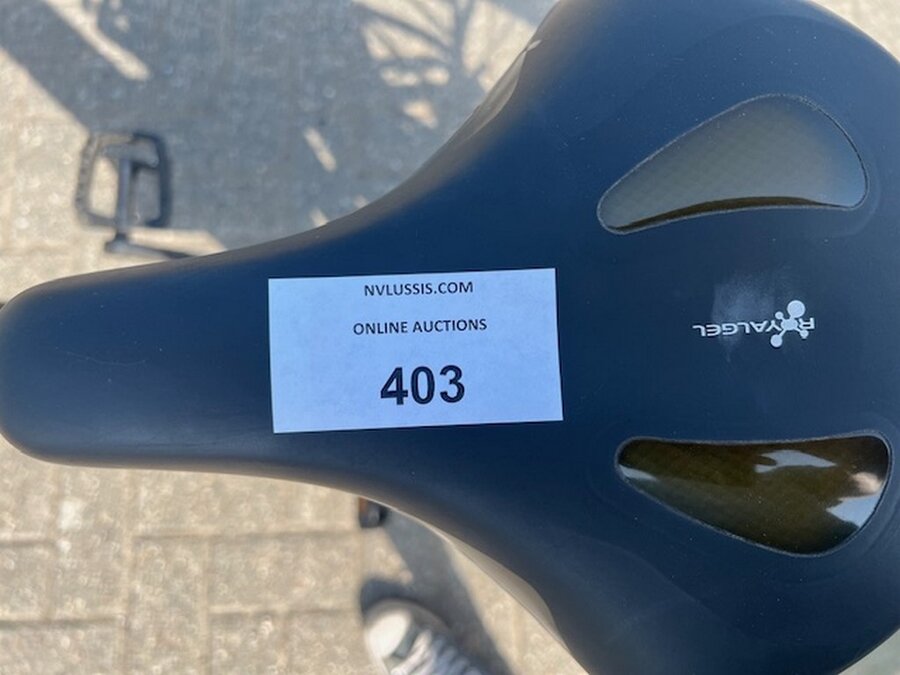 NVLUSSIS.COM
ONLINE AUCTIONS
403
ROYALGEL